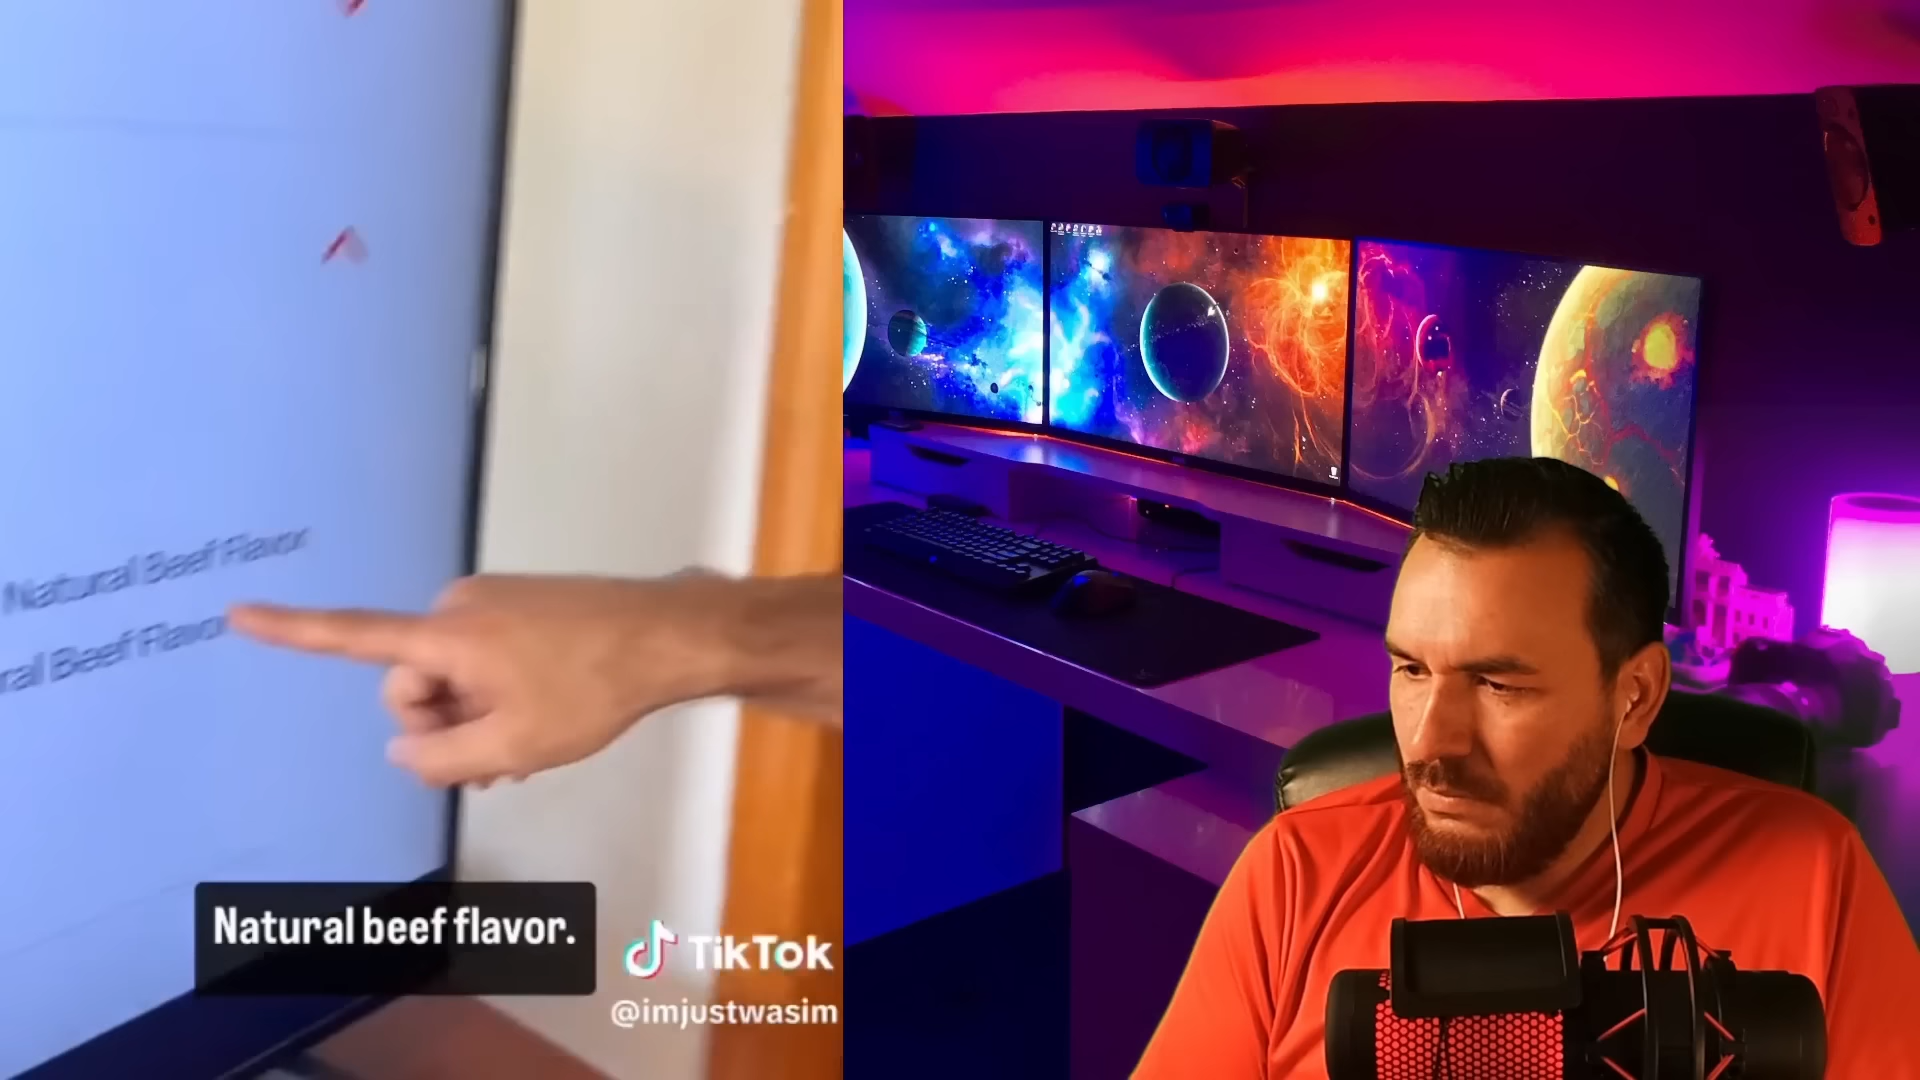 Natural Beef Flavor
ral Beef Flavor
Natural beef flavor.
TikTok
@imjustwasim